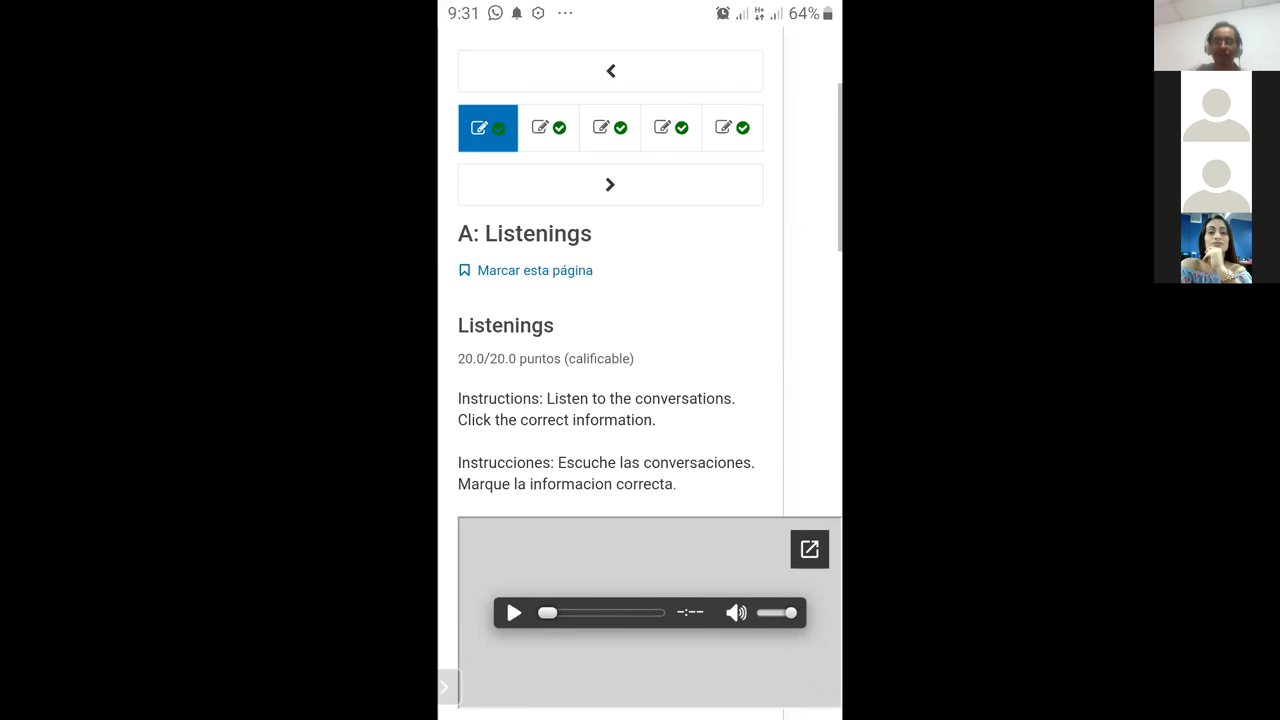 9:31
64%
A: Listenings
Marcar esta página
Listenings
20.0/20.0 puntos (calificable)
Instructions: Listen to the conversations.
Click the correct information.
Instrucciones: Escuche las conversaciones.
Marque la informacion correcta.
-:--